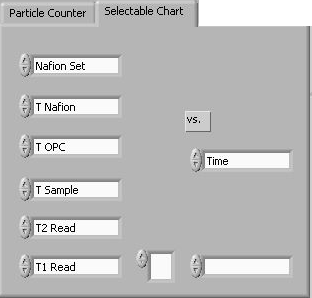 Particle Counter
Selectable Chart
Nafion Set
T Nafion
vs.
T OPC
Time
T Sample
T2 Read
T1 Read